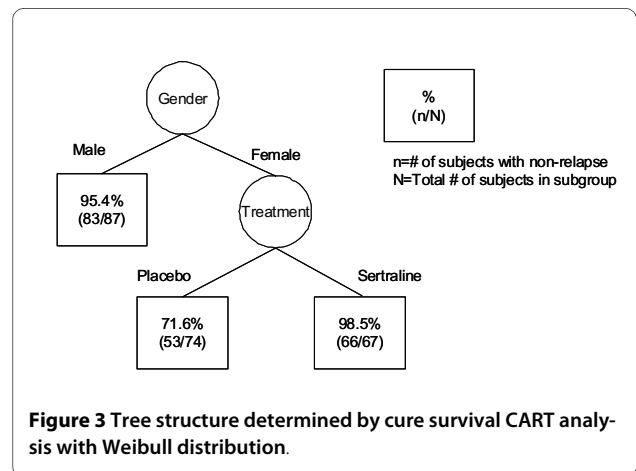 Gender
%
(n/N)
Male
Female
n=# of subjects with non-relapse
N=Total # of subjects in subgroup
95.4%
(83/87)
Treatment
Placebo
Sertraline
71.6%
(53/74)
98.5%
(66/67)
Figure 3 Tree structure determined by cure survival CART analy-
sis with Weibull distribution.